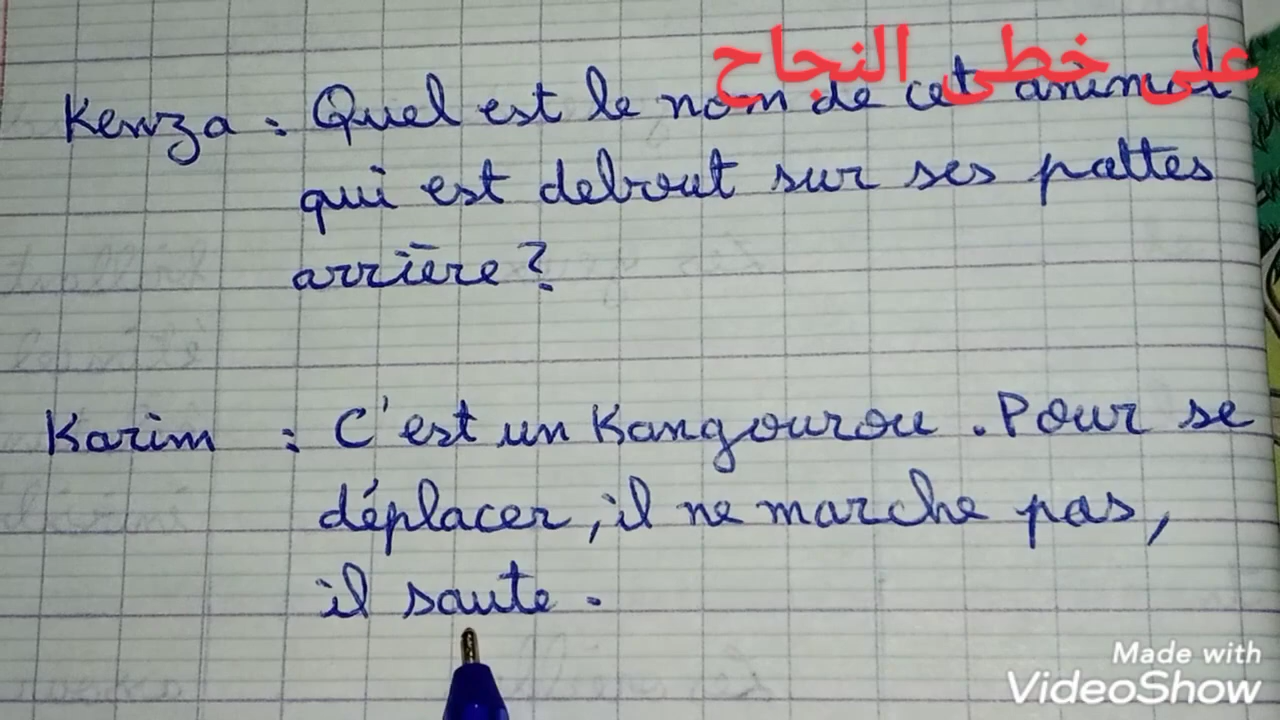 على خطى النجاح
Kenza : Quel est le nom de cet animal
qui est debout sur ses pattes
arrière ?
Karim : C'est un Kangourou . Pour se
déplacer, il ne marche pas,
il saute .
Made with
VideoShow